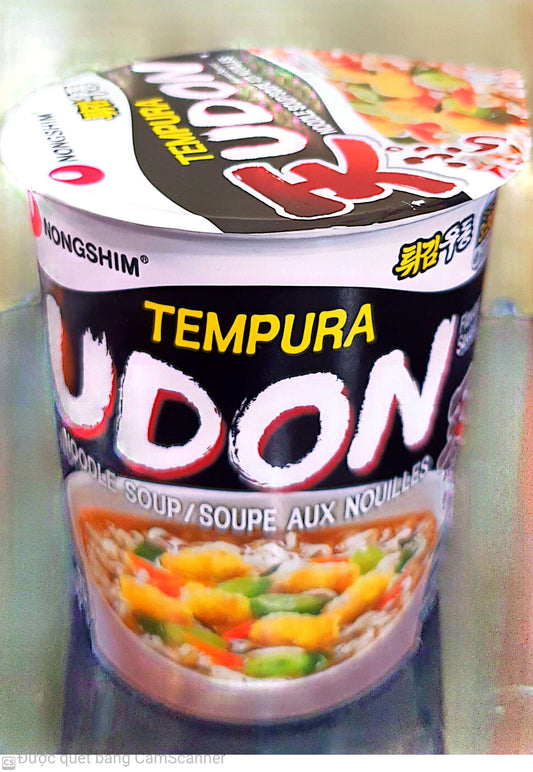 UDON
TEMPURA
NONGSHIM
NONGSHIM®
튀김우동
TEMPURA
UDON
NOODLE SOUP/SOUPE AUX NOUILLES
CS Được quét bằng CamScanner